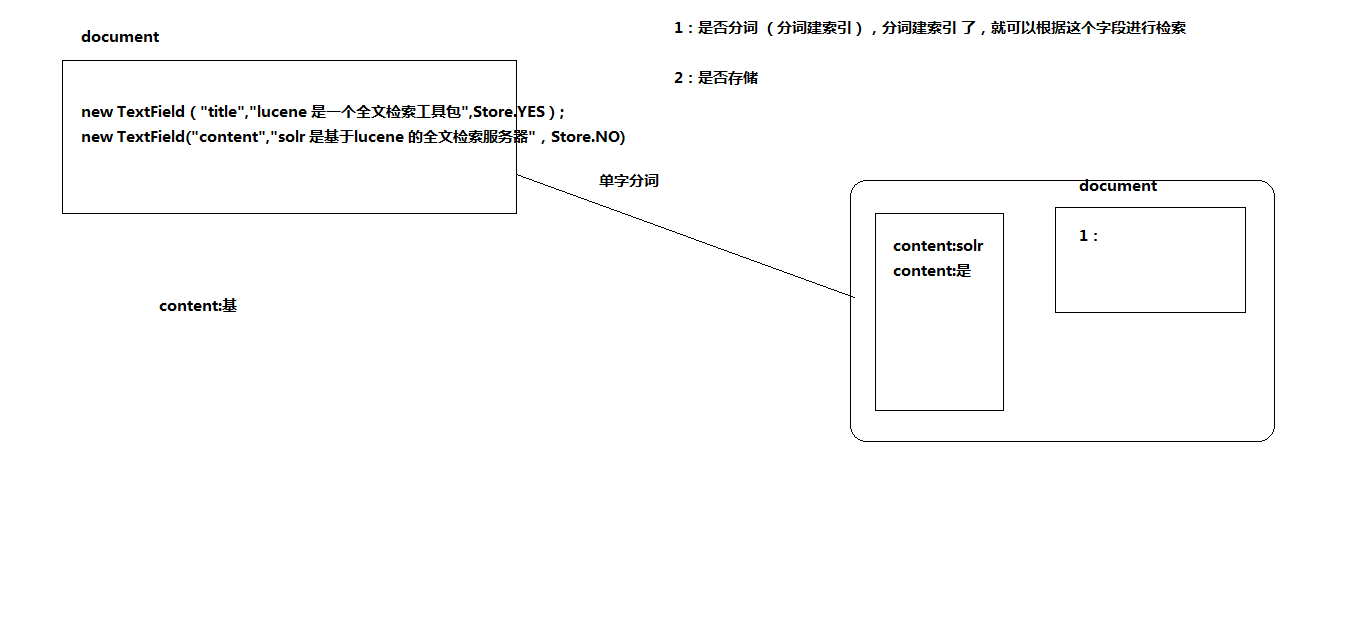 document
1：是否分词 （ 分词建索引 ），分词建索引 了，就可以根据这个字段进行检索
2：是否存储
new TextField（ "title","lucene 是一个全文检索工具包",Store.YES ）;
new TextField("content","solr 是基于lucene 的全文检索服务器"，Store.NO)
单字分词
document
1：
content:solr
content:是
content:基